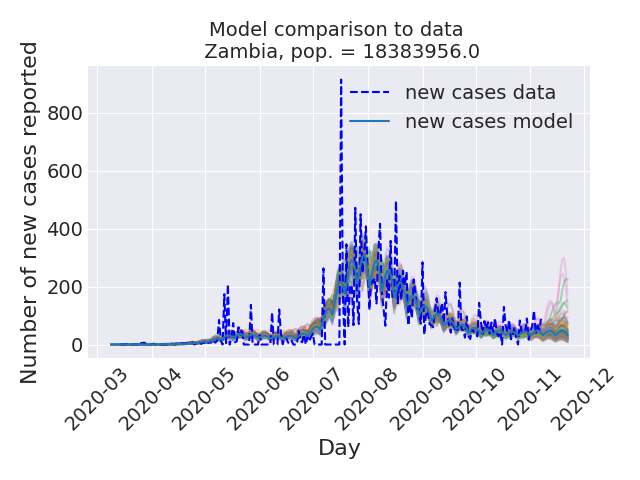 Model comparison to data
Zambia, pop. = 18383956.0
Number of new cases reported
800
600
400
200
0
new cases data
new cases model
2020-03
2020-04
2020-05
2020-06
2020-07
2020-08
2020-09
2020-10
2020-11
2020-12
Day